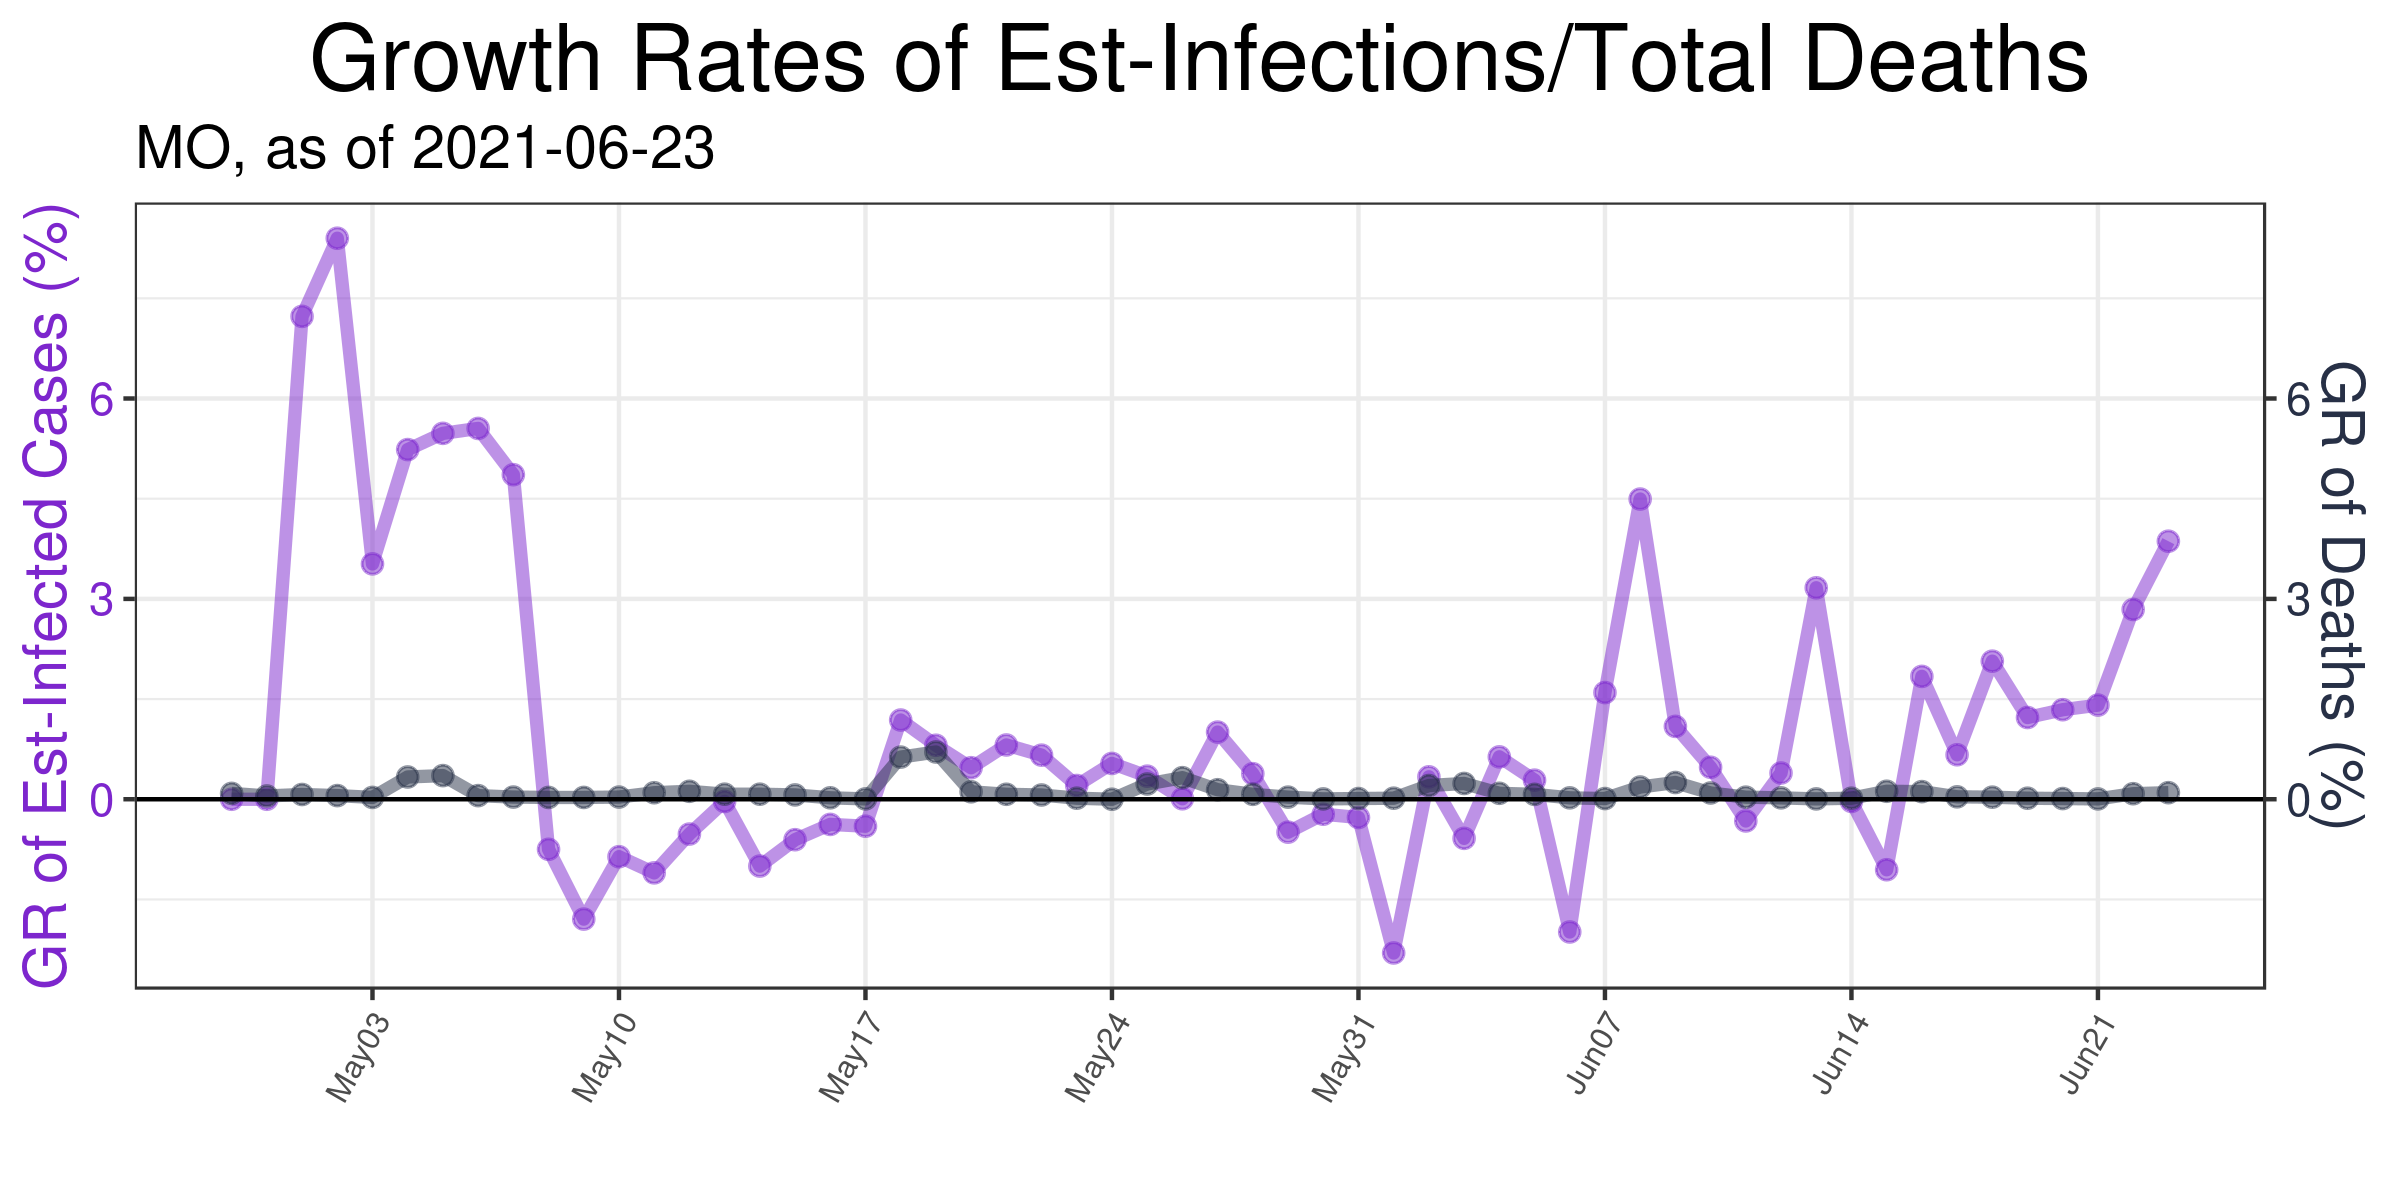 Growth Rates of Est-Infections/Total Deaths
MO, as of 2021-06-23
GR of Est-Infected Cases (%)
6
3
0
6
3
0
GR of Deaths (%)
May03
May10
May17
May24
May31
Jun07
Jun14
Jun21